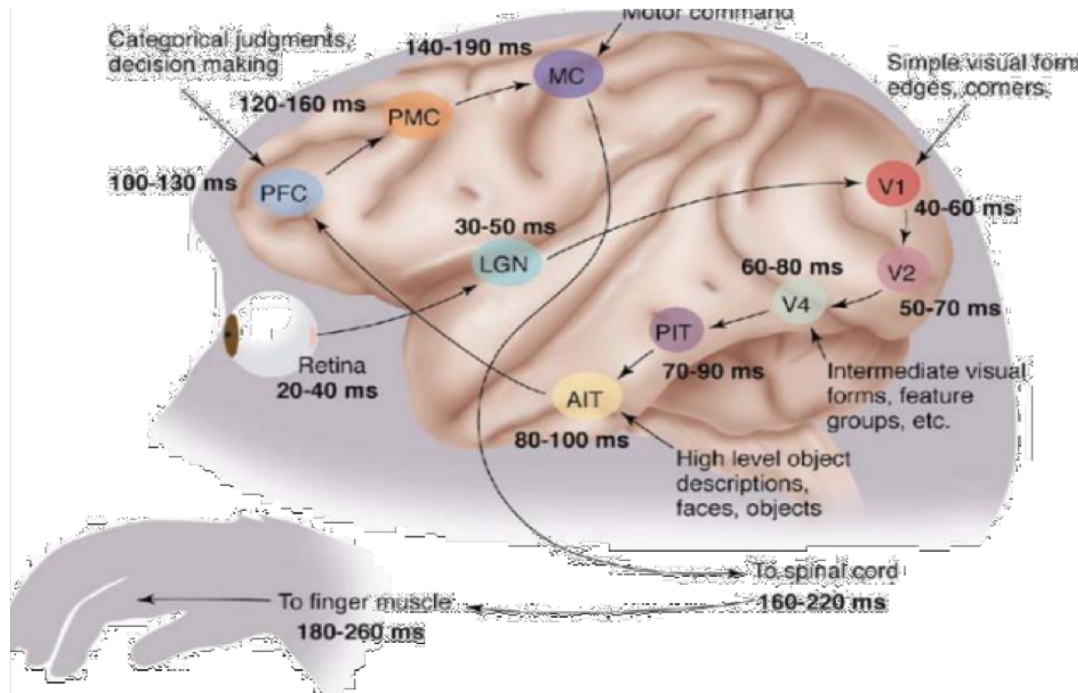 Motor command
Categorical judgments,
decision making
140-190 ms
MC
Simple visual form
edges, corners
120-160 ms
PMC
100-130 ms
PFC
V1
40-60 ms
30-50 ms
LGN
60-80 ms
V2
V4
50-70 ms
PIT
Retina
20-40 ms
70-90 ms
Intermediate visual
forms, feature
groups, etc.
AIT
80-100 ms
High level object
descriptions,
faces, objects
To spinal cord
160-220 ms
To finger muscle
180-260 ms